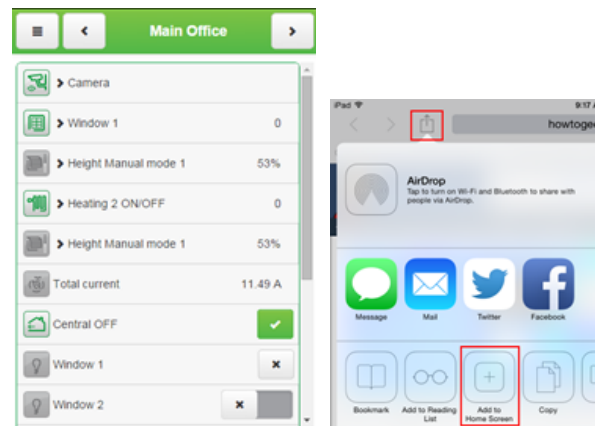 Main Office
Camera
Window 1 0
Height Manual mode 1 53%
Heating 2 ON/OFF 0
Height Manual mode 1 53%
Total current 11.49 A
Central OFF
Window 1
Window 2
iPad 9:17
howtogee
AirDrop
Tap to turn on Wi-Fi and Bluetooth to share with
people via AirDrop.
Message Mail Twitter Facebook
Bookmark Add to Reading List Add to Home Screen Copy